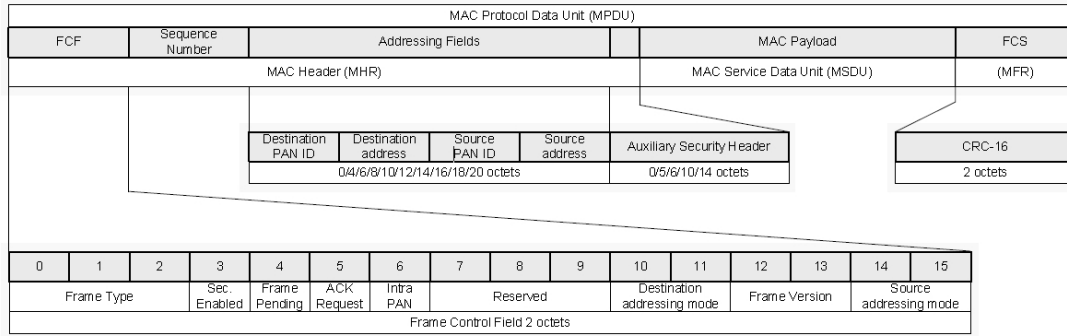 MAC Protocol Data Unit (MPDU)
FCF
Sequence
Number
Addressing Fields
MAC Payload
FCS
MAC Header (MHR)
MAC Service Data Unit (MSDU)
(MFR)
Destination
PAN ID
Destination
address
Source
PAN ID
Source
address
Auxiliary Security Header
CRC-16
0/4/6/8/10/12/14/16/18/20 octets
0/5/6/10/14 octets
2 octets
0 1 2 3 4 5 6 7 8 9 10 11 12 13 14 15
Frame Type
Sec.
Enabled
Frame
Pending
ACK
Request
Intra
PAN
Reserved
Destination
addressing mode
Frame Version
Source
addressing mode
Frame Control Field 2 octets